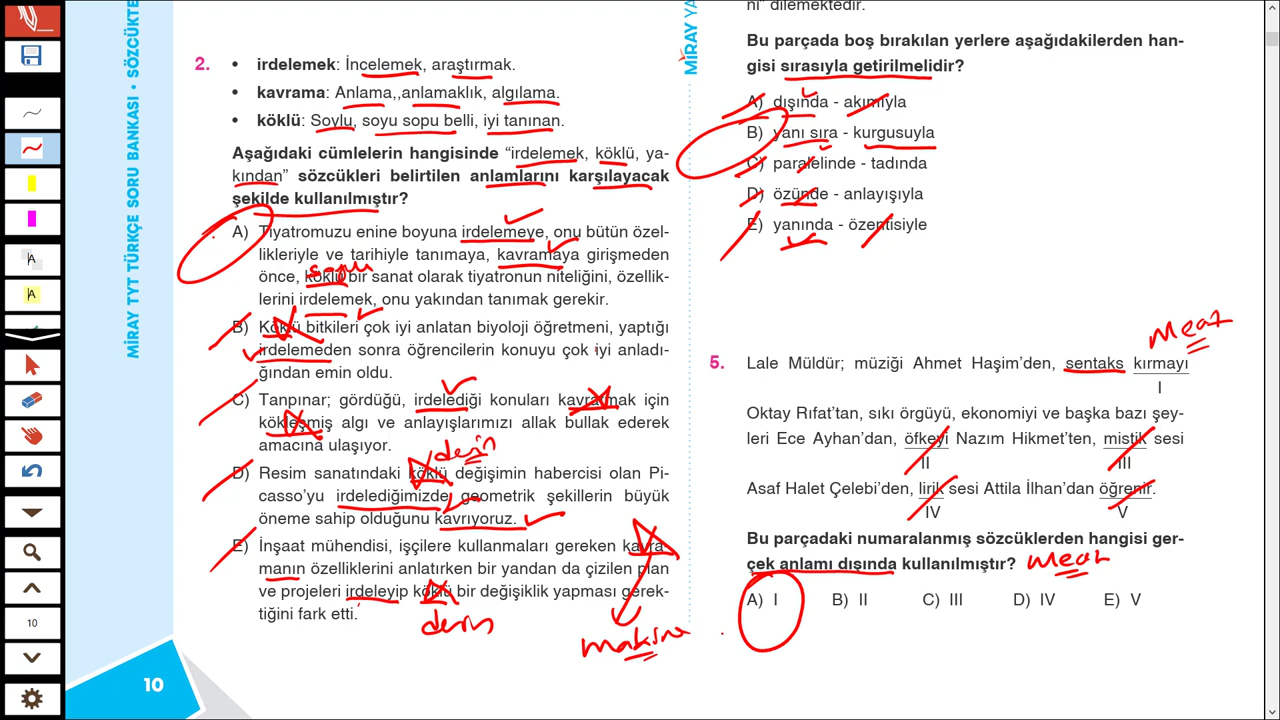 MİRAY TYT TÜRKÇE SORU BANKASI • SÖZCÜKTE
2.
• irdelemek: İncelemek, araştırmak.
• kavrama: Anlama,,anlamaklık, algılama.
• köklü: Soylu, soyu sopu belli, iyi tanınan.
Aşağıdaki cümlelerin hangisinde “irdelemek, köklü, ya-
kından” sözcükleri belirtilen anlamlarını karşılayacak
şekilde kullanılmıştır?
A) Tiyatromuzu enine boyuna irdelemeye, onu bütün özel-
likleriyle ve tarihiyle tanımaya, kavramaya girişmeden
soylu
önce, köklü bir sanat olarak tiyatronun niteliğini, özellik-
lerini irdelemek, onu yakından tanımak gerekir.
B) Köklü bitkileri çok iyi anlatan biyoloji öğretmeni, yaptığı
irdelemeden sonra öğrencilerin konuyu çok iyi anladı-
ğından emin oldu.
C) Tanpınar; gördüğü, irdelediği konuları kavratmak için
kökleşmiş algı ve anlayışlarımızı allak bullak ederek
amacına ulaşıyor.
derin
D) Resim sanatındaki köklü değişimin habercisi olan Pi-
casso’yu irdelediğimizde geometrik şekillerin büyük
öneme sahip olduğunu kavrıyoruz.
E) İnşaat mühendisi, işçilere kullanmaları gereken kavra-
manın özelliklerini anlatırken bir yandan da çizilen plan
ve projeleri irdeleyip köklü bir değişiklik yapması gerek-
tiğini fark etti.
derin
makine
10
MİRAY YA
ni” dilemektedir.
Bu parçada boş bırakılan yerlere aşağıdakilerden han-
gisi sırasıyla getirilmelidir?
A) dışında - akımıyla
B) yanı sıra - kurgusuyla
C) paralelinde - tadında
D) özünde - anlayışıyla
E) yanında - özentisiyle
Mecaz
5. Lale Müldür; müziği Ahmet Haşim’den, sentaks kırmayı
I
Oktay Rıfat’tan, sıkı örgüyü, ekonomiyi ve başka bazı şey-
leri Ece Ayhan’dan, öfkeyi Nazım Hikmet’ten, mistik sesi
II III
Asaf Halet Çelebi’den, lirik sesi Attila İlhan’dan öğrenir.
IV V
Bu parçadaki numaralanmış sözcüklerden hangisi ger-
çek anlamı dışında kullanılmıştır? Mecaz
A) I B) II C) III D) IV E) V
A
A
10